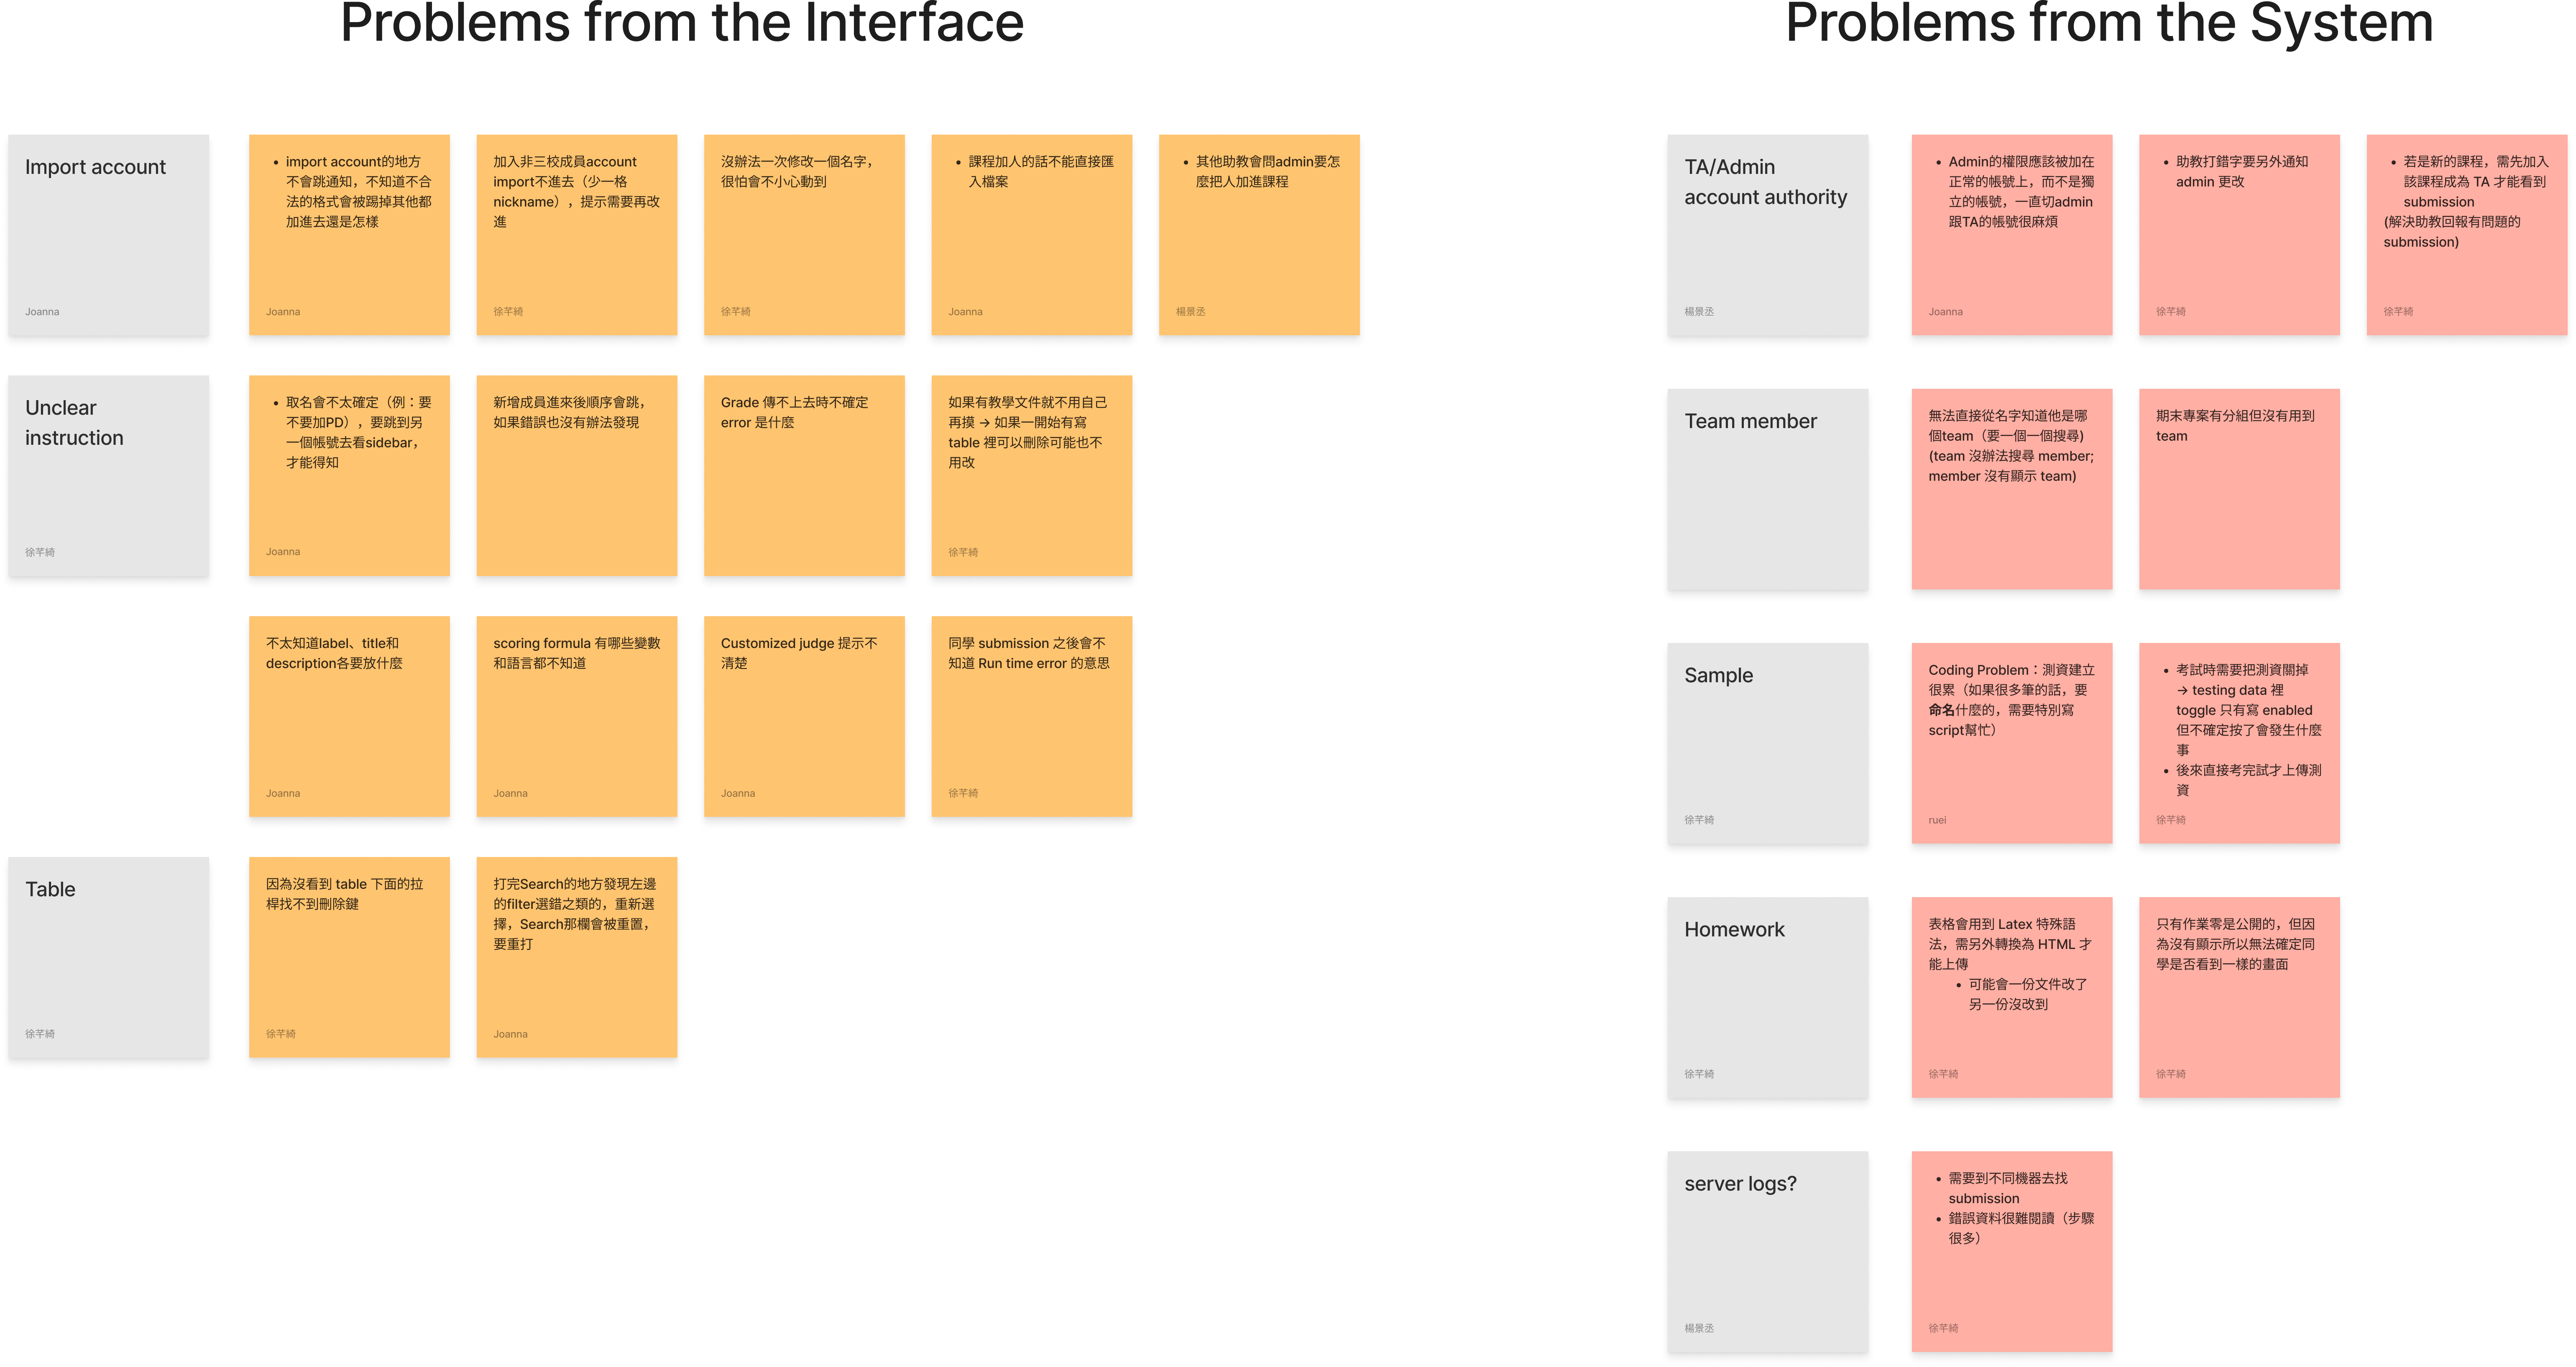 Problems from the Interface
Import account
Joanna
• import account的地方
不會跳通知，不知道不合
法的格式會被踢掉其他都
加進去還是怎樣
Joanna
加入非三校成員account
import不進去（少一格
nickname），提示需要再改
進
徐芊綺
沒辦法一次修改一個名字，
很怕會不小心動到
徐芊綺
• 課程加人的話不能直接匯
入檔案
Joanna
• 其他助教會問admin要怎
麼把人加進課程
楊景丞
Unclear
instruction
徐芊綺
• 取名會不太確定（例：要
不要加PD），要跳到另
一個帳號去看sidebar，
才能得知
Joanna
新增成員進來後順序會跳，
如果錯誤也沒有辦法發現
Grade 傳不上去時不確定
error 是什麼
如果有教學文件就不用自己
再摸 → 如果一開始有寫
table 裡可以刪除可能也不
用改
徐芊綺
不太知道label、title和
description各要放什麼
Joanna
scoring formula 有哪些變數
和語言都不知道
Joanna
Customized judge 提示不
清楚
Joanna
同學 submission 之後會不
知道 Run time error 的意思
徐芊綺
Table
徐芊綺
因為沒看到 table 下面的拉
桿找不到刪除鍵
徐芊綺
打完Search的地方發現左邊
的filter選錯之類的，重新選
擇，Search那欄會被重置，
要重打
Joanna
Problems from the System
TA/Admin
account authority
楊景丞
• Admin的權限應該被加在
正常的帳號上，而不是獨
立的帳號，一直切admin
跟TA的帳號很麻煩
Joanna
• 助教打錯字要另外通知
admin 更改
徐芊綺
• 若是新的課程，需先加入
該課程成為 TA 才能看到
submission
(解決助教回報有問題的
submission)
徐芊綺
Team member
無法直接從名字知道他是哪
個team（要一個一個搜尋)
(team 沒辦法搜尋 member;
member 沒有顯示 team)
期末專案有分組但沒有用到
team
Sample
徐芊綺
Coding Problem：測資建立
很累（如果很多筆的話，要
命名什麼的，需要特別寫
script幫忙）
ruei
• 考試時需要把測資關掉
→ testing data 裡
toggle 只有寫 enabled
但不確定按了會發生什麼
事
• 後來直接考完試才上傳測
資
徐芊綺
Homework
徐芊綺
表格會用到 Latex 特殊語
法，需另外轉換為 HTML 才
能上傳
• 可能會一份文件改了
另一份沒改到
徐芊綺
只有作業零是公開的，但因
為沒有顯示所以無法確定同
學是否看到一樣的畫面
徐芊綺
server logs?
楊景丞
• 需要到不同機器去找
submission
• 錯誤資料很難閱讀（步驟
很多）
徐芊綺